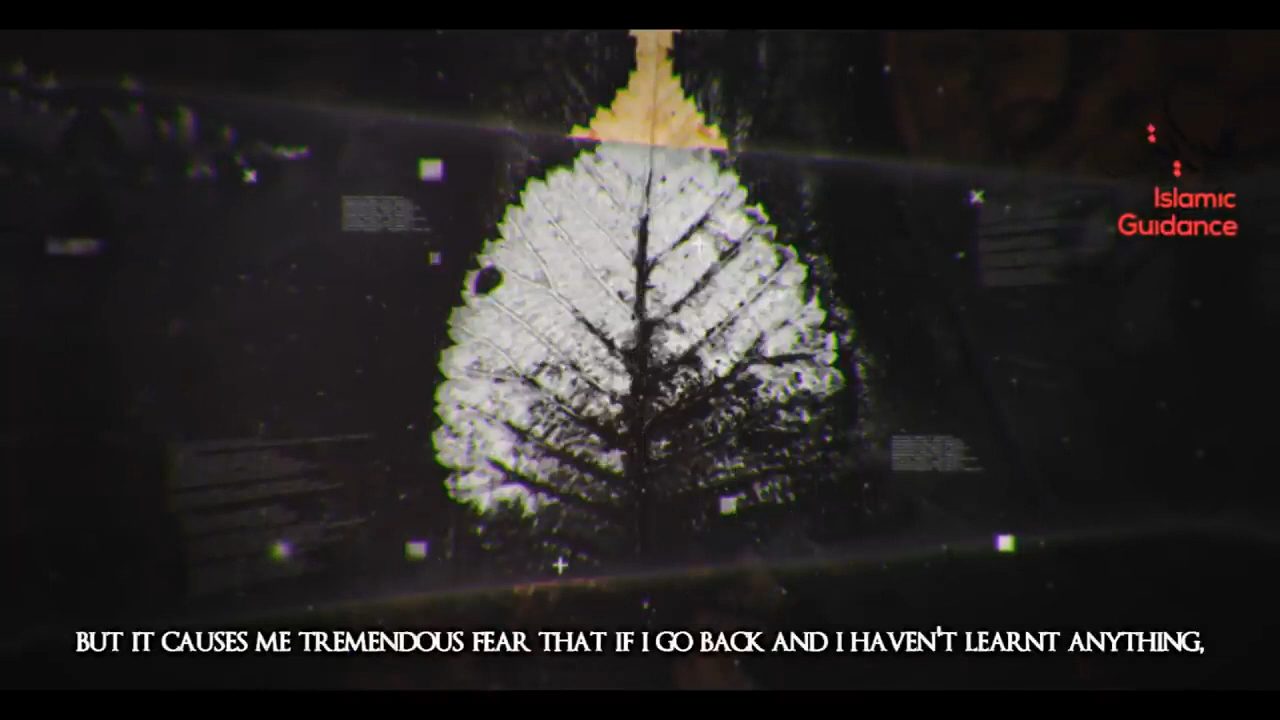 Islamic
Guidance
BUT IT CAUSES ME TREMENDOUS FEAR THAT IF I GO BACK AND I HAVEN'T LEARNT ANYTHING,